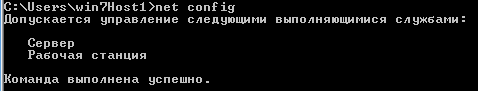 C:\Users\win7Host1>net config
Допускается управление следующими выполняющимися службами:
Сервер
Рабочая станция
Команда выполнена успешно.